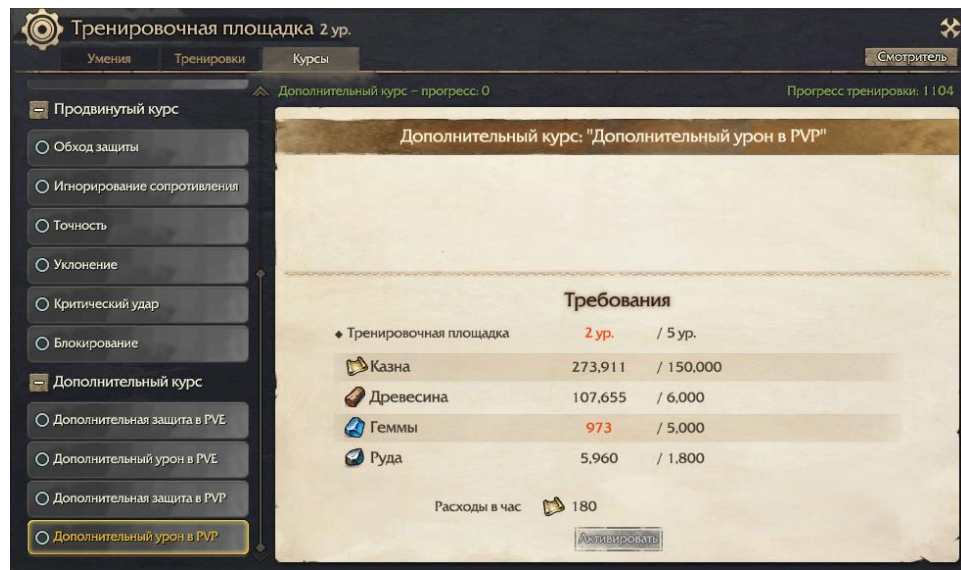 Тренировочная площадка 2 ур.
Умения Тренировки Курсы Смотритель
Дополнительный курс – прогресс: 0 Прогресс тренировки: 1104
Продвинутый курс
Обход защиты
Игнорирование сопротивления
Точность
Уклонение
Критический удар
Блокирование
Дополнительный курс
Дополнительная защита в PVE
Дополнительный урон в PVE
Дополнительная защита в PVP
Дополнительный урон в PVP
Дополнительный курс: "Дополнительный урон в PVP"
Требования
Тренировочная площадка 2 ур. / 5 ур.
Казна 273,911 / 150,000
Древесина 107,655 / 6,000
Геммы 973 / 5,000
Руда 5,960 / 1,800
Расходы в час 180
Активировать